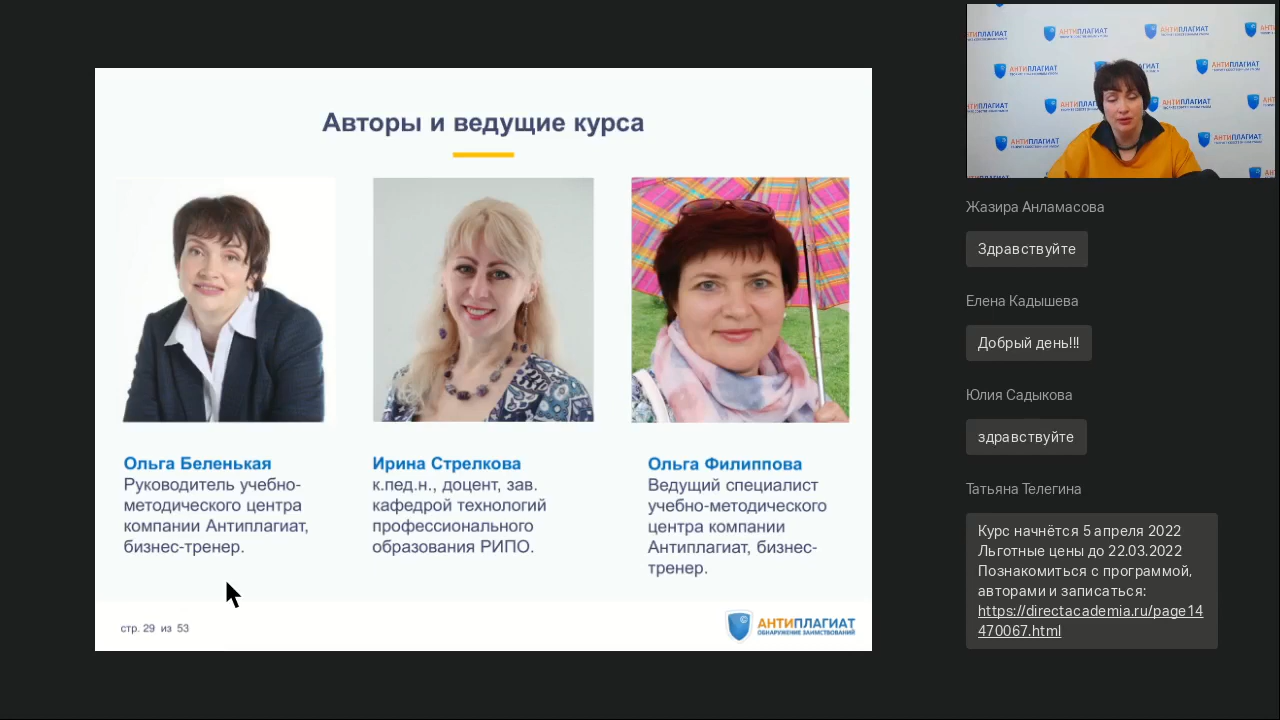 Авторы и ведущие курса
Ольга Беленькая
Руководитель учебно-
методического центра
компании Антиплагиат,
бизнес-тренер.
Ирина Стрелкова
к.пед.н., доцент, зав.
кафедрой технологий
профессионального
образования РИПО.
Ольга Филиппова
Ведущий специалист
учебно-методического
центра компании
Антиплагиат, бизнес-
тренер.
стр. 29 из 53
АНТИПЛАГИАТ
ОБНАРУЖЕНИЕ ЗАИМСТВОВАНИЙ
АНТИПЛАГИАТ
Жазира Анламасова
Здравствуйте
Елена Кадышева
Добрый день!!!
Юлия Садыкова
здравствуйте
Татьяна Телегина
Курс начнётся 5 апреля 2022
Льготные цены до 22.03.2022
Познакомиться с программой,
авторами и записаться:
https://directacademia.ru/page14
470067.html